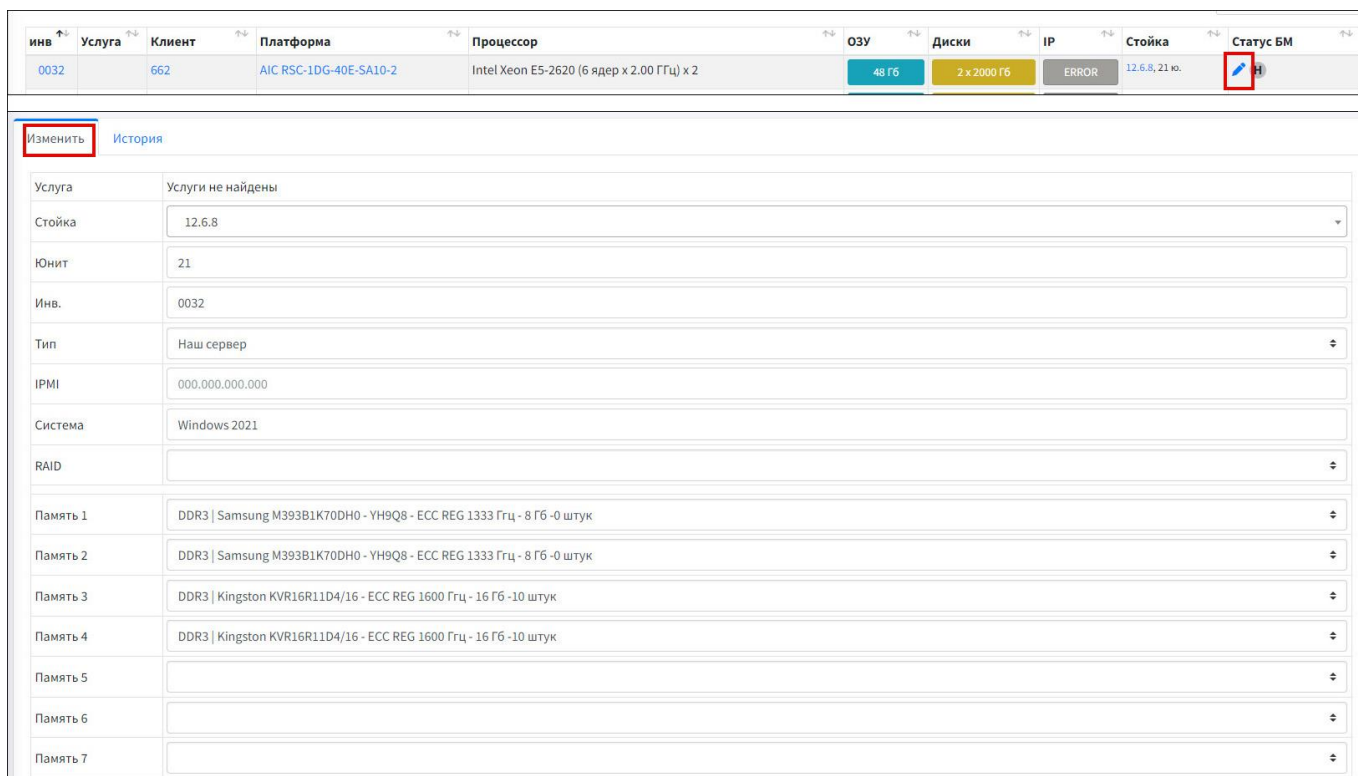 инв Услуга Клиент Платформа Процессор ОЗУ Диски IP Стойка Статус БМ
0032 662 AIC RSC-1DG-40E-SA10-2 Intel Xeon E5-2620 (6 ядер x 2.00 ГГц) x 2 48 Гб 2 x 2000 Гб ERROR 12.6.8, 21 ю. Н
Изменить История
Услуга Услуги не найдены
Стойка 12.6.8
Юнит 21
Инв. 0032
Тип Наш сервер
IPMI 000.000.000.000
Система Windows 2021
RAID
Память 1 DDR3 | Samsung M393B1K70DH0 - YH9Q8 - ECC REG 1333 Ггц - 8 Гб -0 штук
Память 2 DDR3 | Samsung M393B1K70DH0 - YH9Q8 - ECC REG 1333 Ггц - 8 Гб -0 штук
Память 3 DDR3 | Kingston KVR16R11D4/16 - ECC REG 1600 Ггц - 16 Гб -10 штук
Память 4 DDR3 | Kingston KVR16R11D4/16 - ECC REG 1600 Ггц - 16 Гб -10 штук
Память 5
Память 6
Память 7